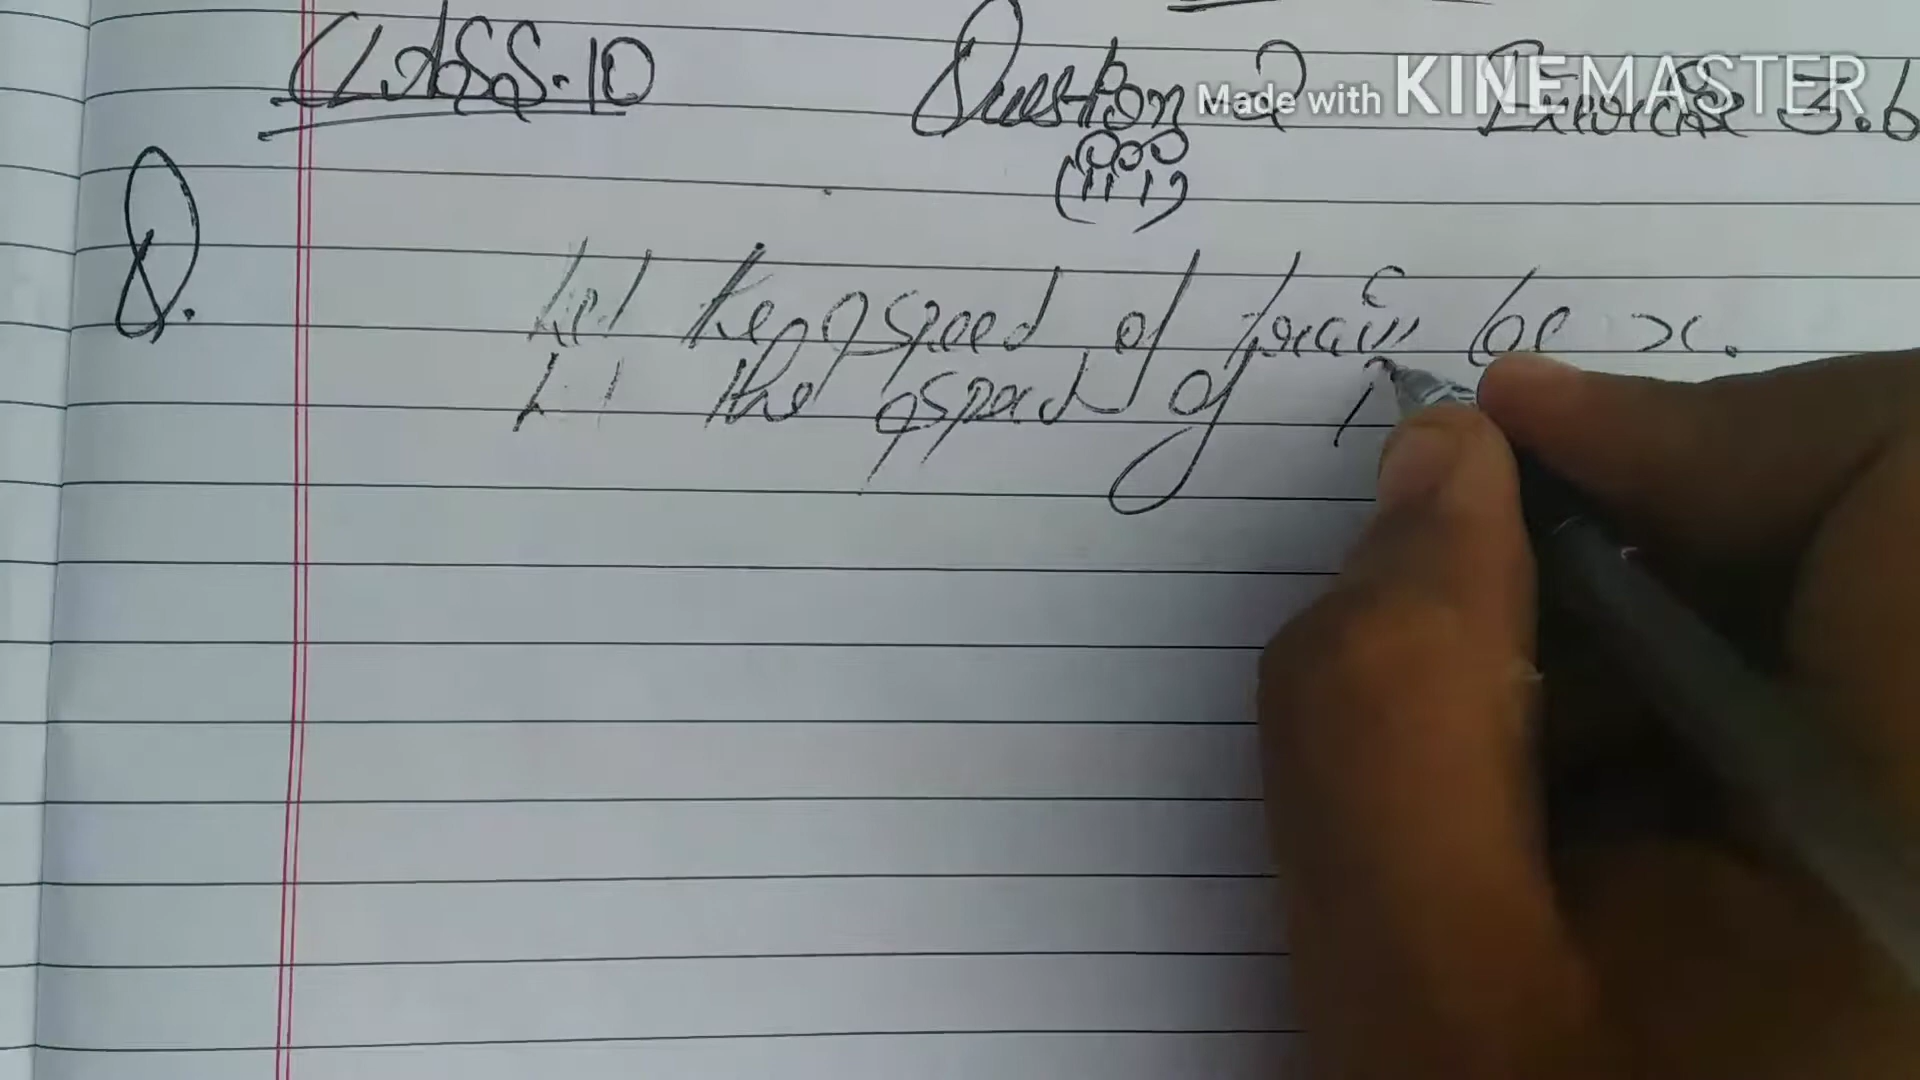 CLASS.10 Question-2 Exercise 3.6
Made with KINEMASTER
(iii)
Q.
Let the speed of train be x.
Let the speed of